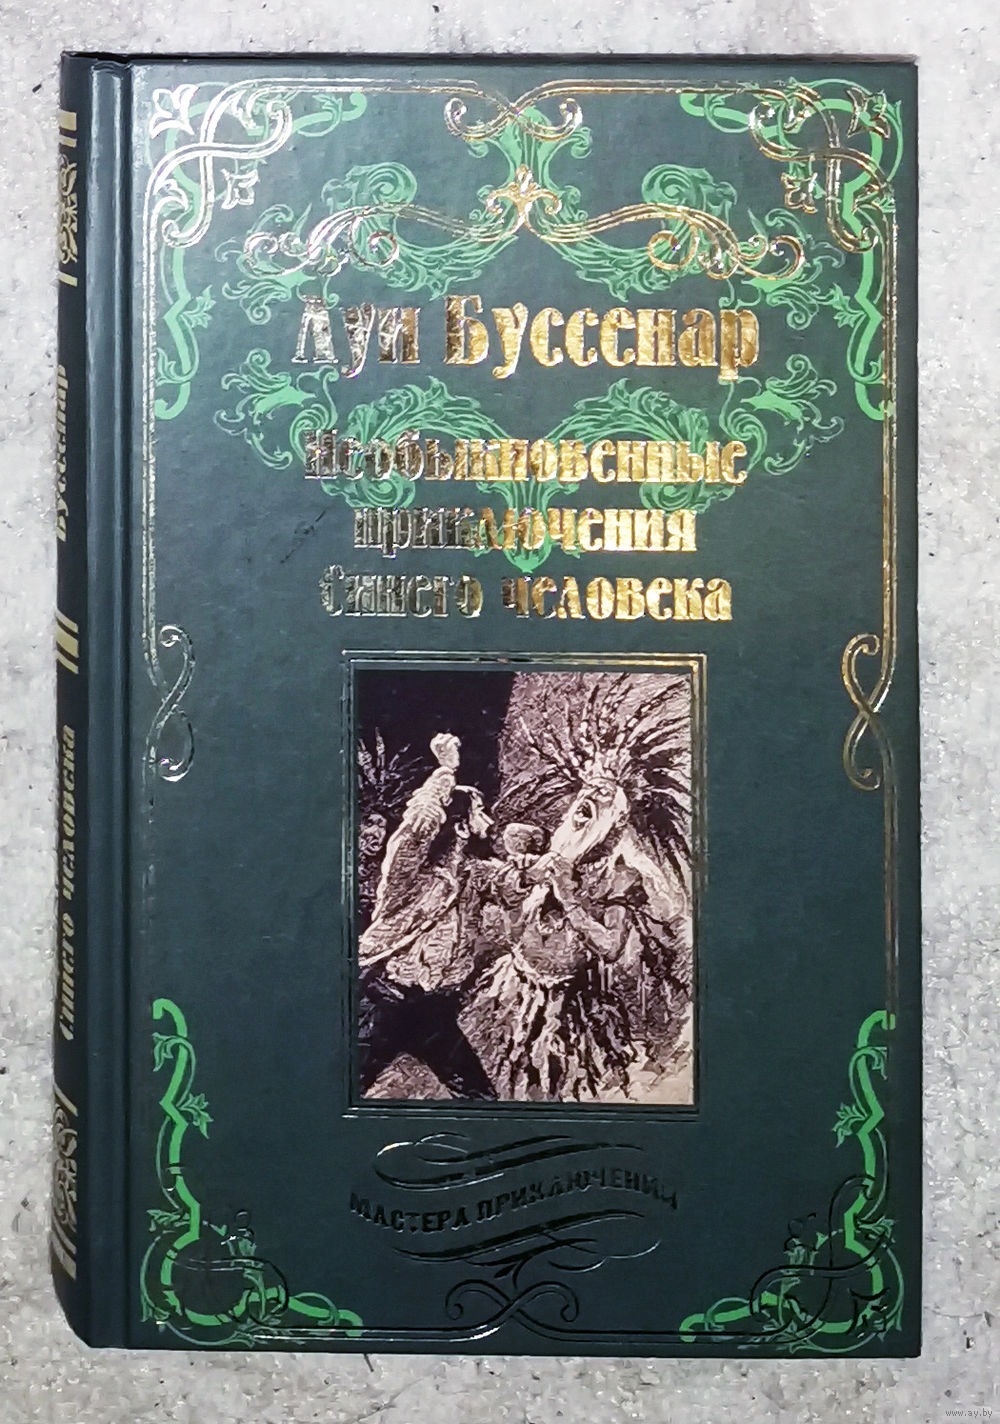 Луи Буссенар
Необыкновенные
приключения
Синего человека
МАСТЕРА ПРИКЛЮЧЕНИЙ
Буссенар
Синего человека
www.ay.by